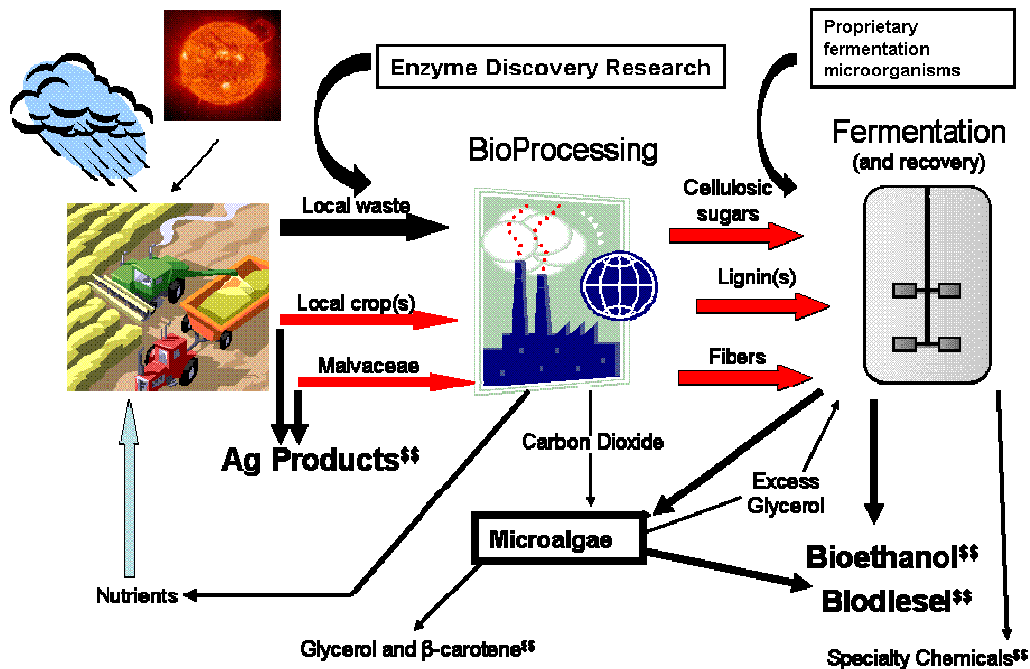 Enzyme Discovery Research
Proprietary
fermentation
microorganisms
BioProcessing
Fermentation
(and recovery)
Local waste
Cellulosic
sugars
Local crop(s)
Lignin(s)
Malvaceae
Fibers
Ag Products$$
Carbon Dioxide
Excess
Glycerol
Microalgae
Bioethanol$$
Biodiesel$$
Nutrients
Glycerol and β-carotene$$
Specialty Chemicals$$